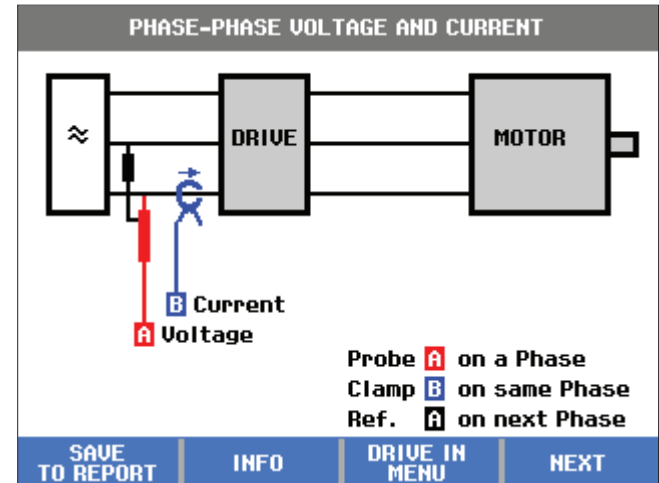 PHASE-PHASE VOLTAGE AND CURRENT
≈
DRIVE
MOTOR
B Current
A Voltage
Probe A on a Phase
Clamp B on same Phase
Ref. A on next Phase
SAVE
TO REPORT
INFO
DRIVE IN
MENU
NEXT